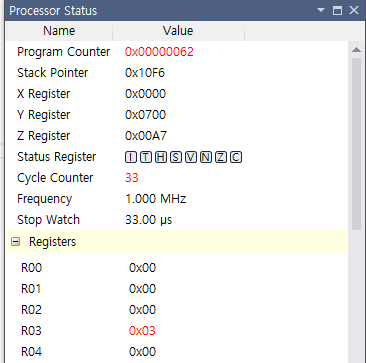 Processor Status
Name Value
Program Counter 0x00000062
Stack Pointer 0x10F6
X Register 0x0000
Y Register 0x0700
Z Register 0x00A7
Status Register I T H S V N Z C
Cycle Counter 33
Frequency 1.000 MHz
Stop Watch 33.00 µs
Registers
R00 0x00
R01 0x00
R02 0x00
R03 0x03
R04 0x00